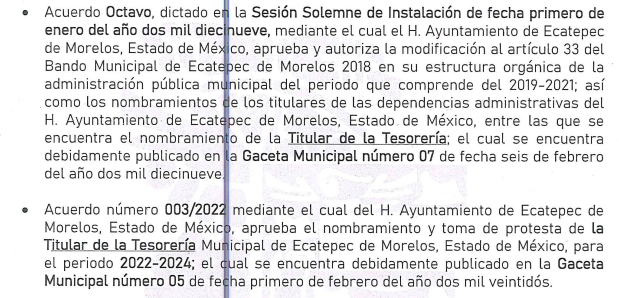 • Acuerdo Octavo, dictado en la Sesión Solemne de Instalación de fecha primero de
enero del año dos mil diecinueve, mediante el cual el H. Ayuntamiento de Ecatepec
de Morelos, Estado de México, aprueba y autoriza la modificación al artículo 33 del
Bando Municipal de Ecatepec de Morelos 2018 en su estructura orgánica de la
administración pública municipal del periodo que comprende del 2019-2021; así
como los nombramientos de los titulares de las dependencias administrativas del
H. Ayuntamiento de Ecatepec de Morelos, Estado de México, entre las que se
encuentra el nombramiento de la Titular de la Tesorería; el cual se encuentra
debidamente publicado en la Gaceta Municipal número 07 de fecha seis de febrero
del año dos mil diecinueve.
• Acuerdo número 003/2022 mediante el cual del H. Ayuntamiento de Ecatepec de
Morelos, Estado de México, aprueba el nombramiento y toma de protesta de la
Titular de la Tesorería Municipal de Ecatepec de Morelos, Estado de México, para
el periodo 2022-2024; el cual se encuentra debidamente publicado en la Gaceta
Municipal número 05 de fecha primero de febrero del año dos mil veintidós.